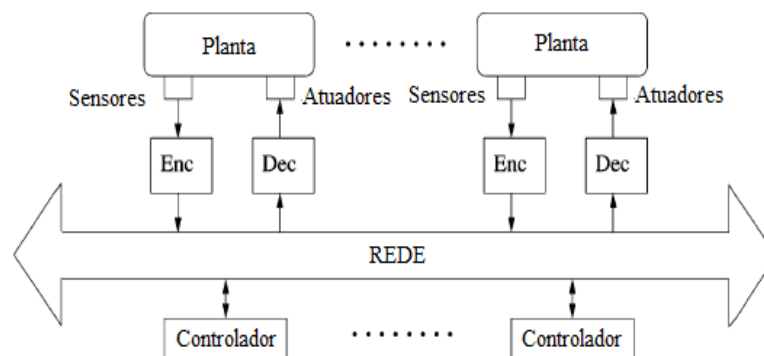 Planta
Planta
Sensores
Atuadores
Sensores
Atuadores
Enc
Dec
Enc
Dec
REDE
Controlador
Controlador